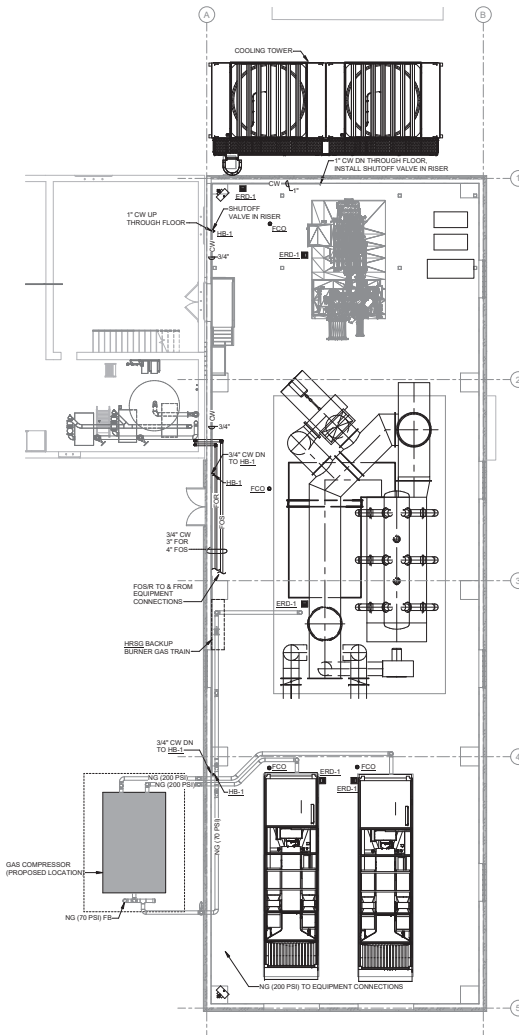 A
B
COOLING TOWER
1" CW DN THROUGH FLOOR,
INSTALL SHUTOFF VALVE IN RISER
1
CW
1"
ERD-1
1" CW UP
THROUGH FLOOR
SHUTOFF
VALVE IN RISER
HB-1
FCO
CW
ERD-1
3/4"
2
CW
3/4"
3/4" CW DN
TO HB-1
HB-1
FCO
FOR
FOS
3/4" CW
3" FOR
4" FOS
3
FOS/R TO & FROM
EQUIPMENT
CONNECTIONS
ERD-1
HRSG BACKUP
BURNER GAS TRAIN
3/4" CW DN
TO HB-1
4
FCO
FCO
NG (200 PSI)
NG (200 PSI)
ERD-1
ERD-1
HB-1
NG (70 PSI)
GAS COMPRESSOR
(PROPOSED LOCATION)
NG (70 PSI) FB
NG (200 PSI) TO EQUIPMENT CONNECTIONS
5